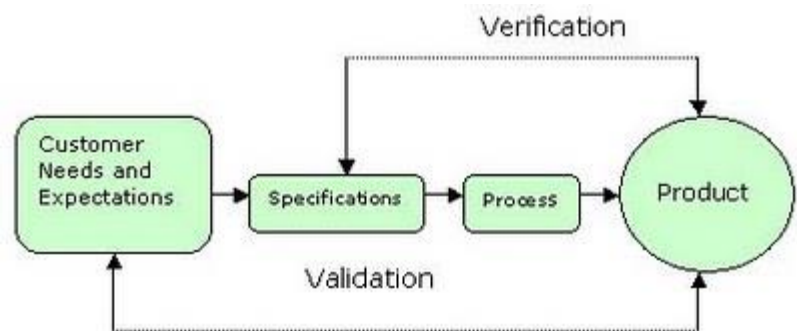 Verification
Customer
Needs and
Expectations
Specifications
Process
Product
Validation